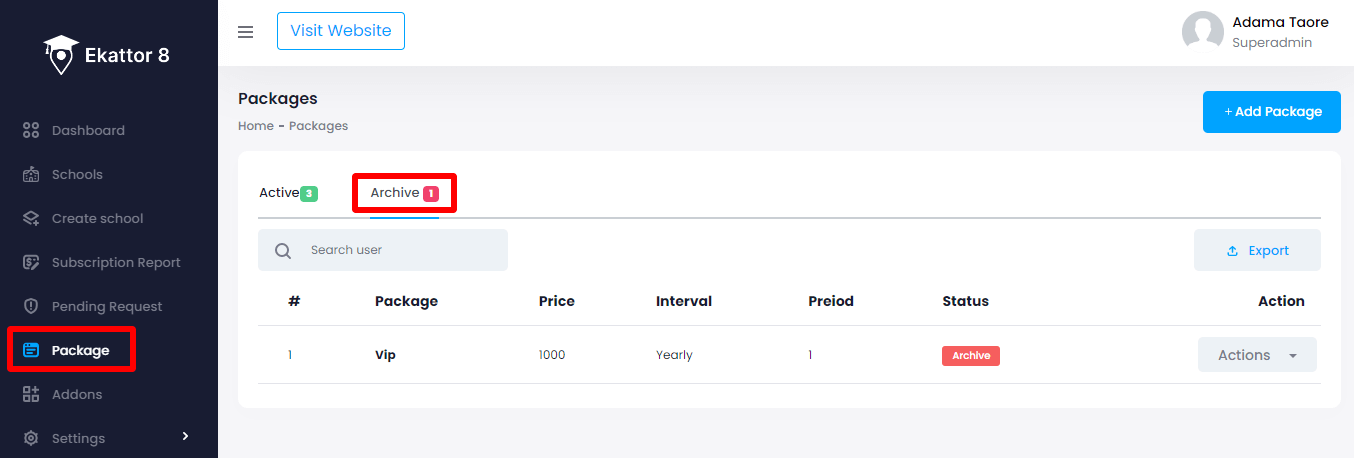 Ekattor 8
Dashboard
Schools
Create school
Subscription Report
Pending Request
Package
Addons
Settings
Visit Website
Adama Taore
Superadmin
Packages
Home - Packages
+ Add Package
Active 3
Archive 1
Search user
Export
# Package Price Interval Preiod Status Action
1 Vip 1000 Yearly 1 Archive Actions